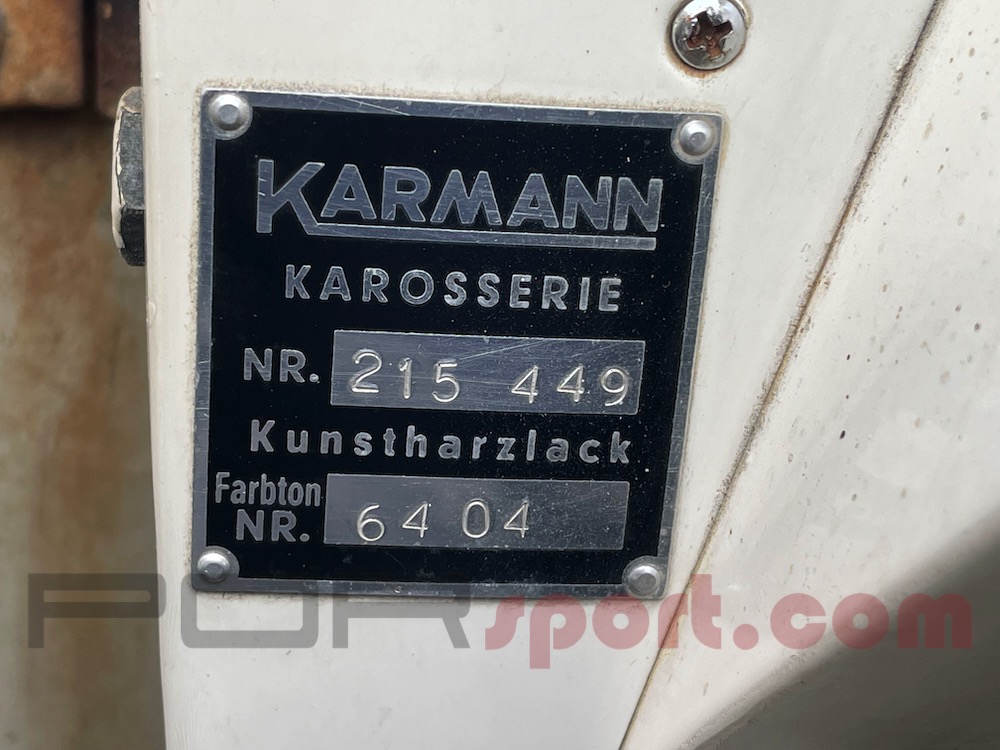 KARMANN
KAROSSERIE
NR. 215 449
Kunstharzlack
Farbton
NR. 6404
PORsport.com